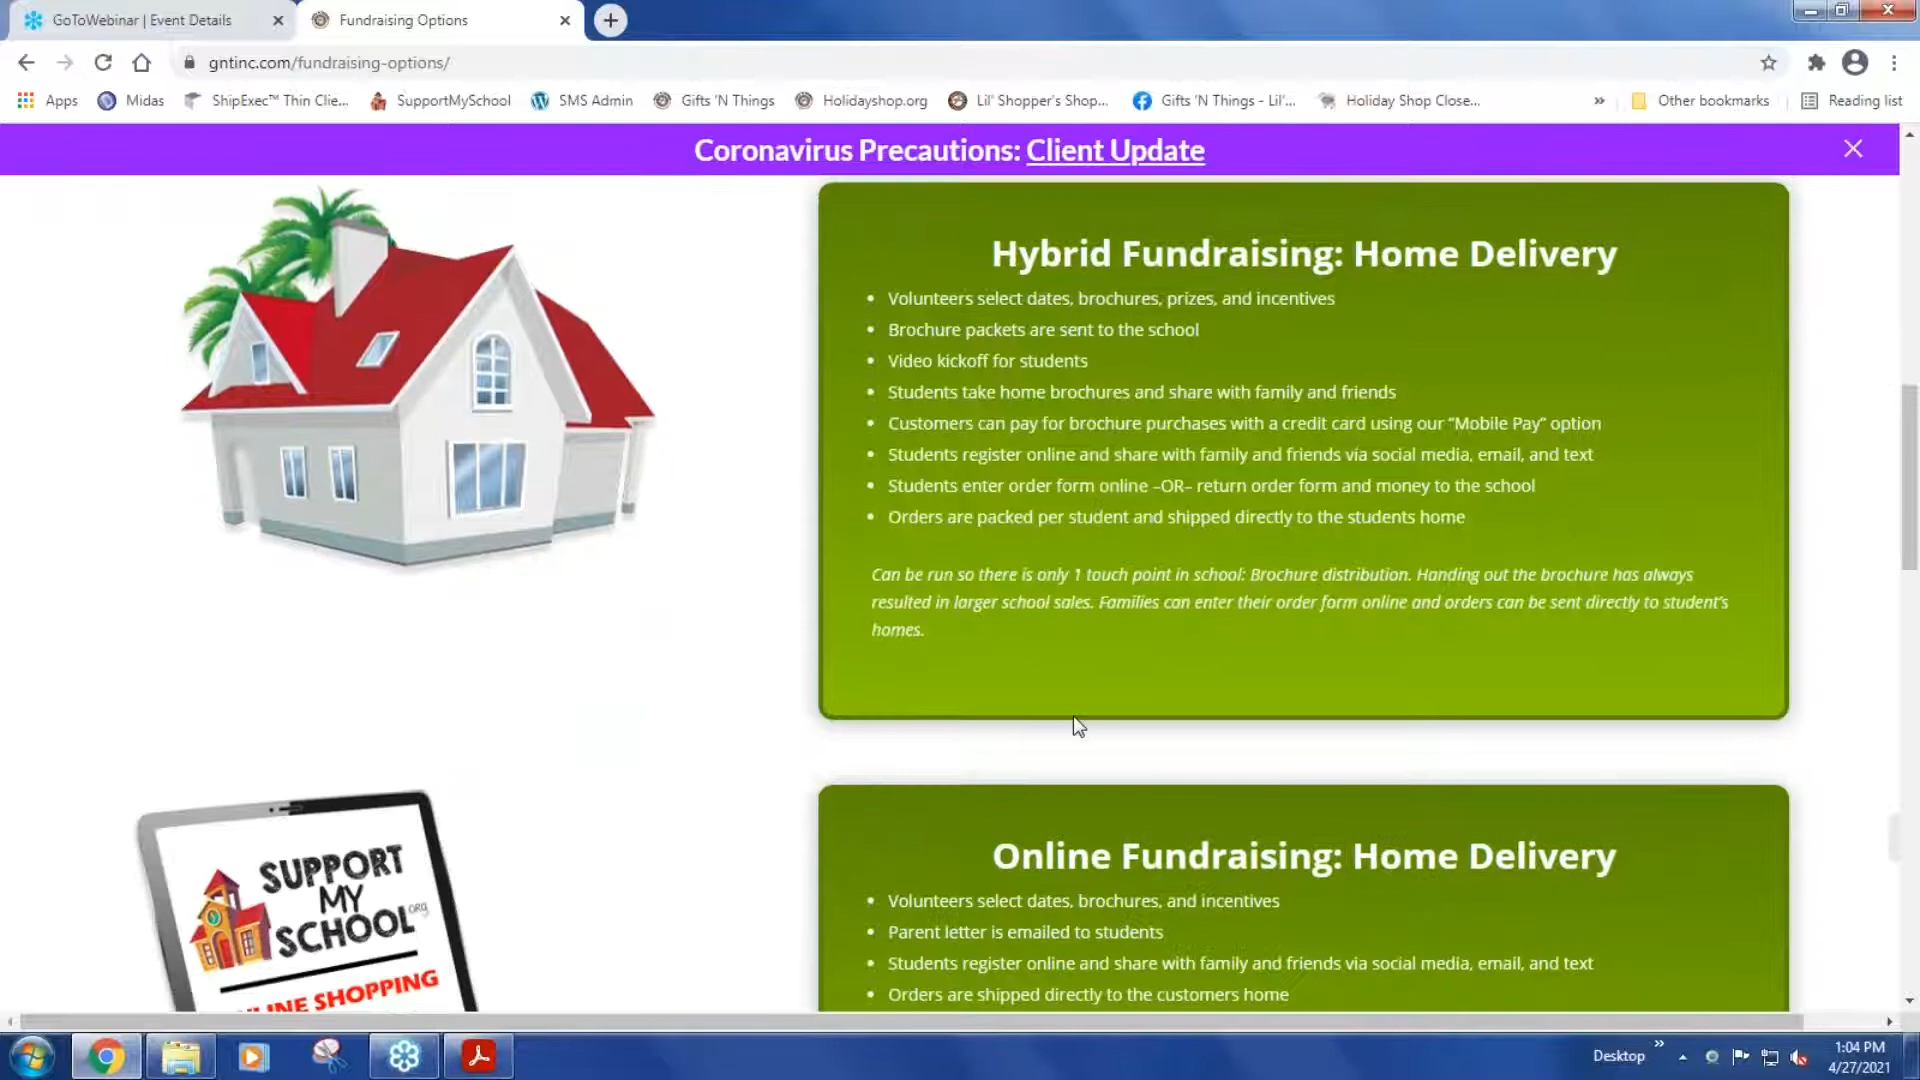 GoToWebinar | Event Details
Fundraising Options
gntinc.com/fundraising-options/
Apps
Midas
ShipExec™ Thin Clie...
SupportMySchool
SMS Admin
Gifts 'N Things
Holidayshop.org
Lil' Shopper's Shop...
Gifts 'N Things - Lil'...
Holiday Shop Close...
»
Other bookmarks
Reading list
Coronavirus Precautions: Client Update
Hybrid Fundraising: Home Delivery
• Volunteers select dates, brochures, prizes, and incentives
• Brochure packets are sent to the school
• Video kickoff for students
• Students take home brochures and share with family and friends
• Customers can pay for brochure purchases with a credit card using our “Mobile Pay” option
• Students register online and share with family and friends via social media, email, and text
• Students enter order form online –OR– return order form and money to the school
• Orders are packed per student and shipped directly to the students home
Can be run so there is only 1 touch point in school: Brochure distribution. Handing out the brochure has always
resulted in larger school sales. Families can enter their order form online and orders can be sent directly to student’s
homes.
SUPPORT
MY
SCHOOL.ORG
ONLINE SHOPPING
Online Fundraising: Home Delivery
• Volunteers select dates, brochures, and incentives
• Parent letter is emailed to students
• Students register online and share with family and friends via social media, email, and text
• Orders are shipped directly to the customers home
Desktop
»
1:04 PM
4/27/2021